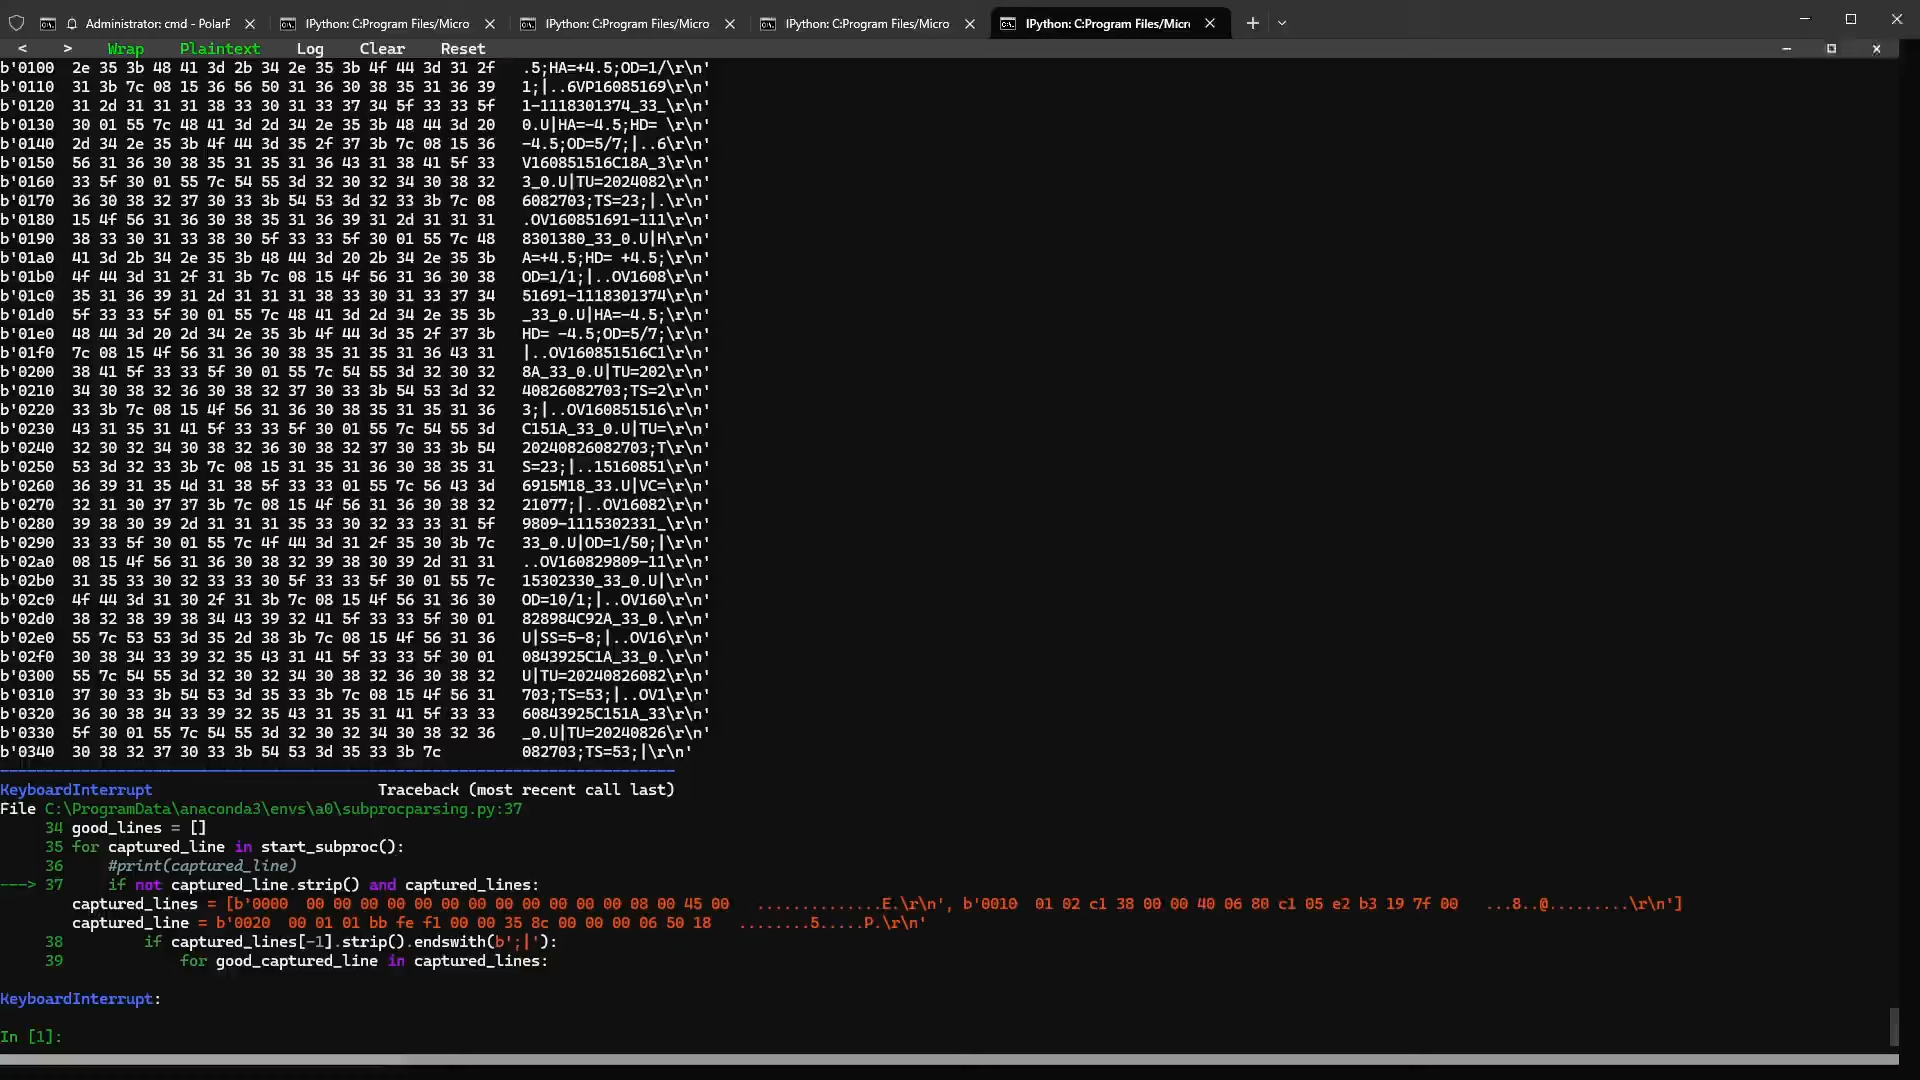 Administrator: cmd - PolarF
IPython: C:Program Files/Micro
IPython: C:Program Files/Micro
IPython: C:Program Files/Micro
IPython: C:Program Files/Micro
< > Wrap Plaintext Log Clear Reset
b'0100  2e 35 3b 48 41 3d 2b 34 2e 35 3b 4f 44 3d 31 2f   .5;HA=+4.5;OD=1/\r\n'
b'0110  31 3b 7c 08 15 36 56 50 31 36 30 38 35 31 36 39   1;|..6VP16085169\r\n'
b'0120  31 2d 31 31 31 38 33 30 31 33 37 34 5f 33 33 5f   1-1118301374_33_\r\n'
b'0130  30 01 55 7c 48 41 3d 2d 34 2e 35 3b 48 44 3d 20   0.U|HA=-4.5;HD= \r\n'
b'0140  2d 34 2e 35 3b 4f 44 3d 35 2f 37 3b 7c 08 15 36   -4.5;OD=5/7;|..6\r\n'
b'0150  56 31 36 30 38 35 31 35 31 36 43 31 38 41 5f 33   V160851516C18A_3\r\n'
b'0160  33 5f 30 01 55 7c 54 55 3d 32 30 32 34 30 38 32   3_0.U|TU=2024082\r\n'
b'0170  36 30 38 32 37 30 33 3b 54 53 3d 32 33 3b 7c 08   6082703;TS=23;|.\r\n'
b'0180  15 4f 56 31 36 30 38 35 31 36 39 31 2d 31 31 31   .OV160851691-111\r\n'
b'0190  38 33 30 31 33 38 30 5f 33 33 5f 30 01 55 7c 48   8301380_33_0.U|H\r\n'
b'01a0  41 3d 2b 34 2e 35 3b 48 44 3d 20 2b 34 2e 35 3b   A=+4.5;HD= +4.5;\r\n'
b'01b0  4f 44 3d 31 2f 31 3b 7c 08 15 4f 56 31 36 30 38   OD=1/1;|..OV1608\r\n'
b'01c0  35 31 36 39 31 2d 31 31 31 38 33 30 31 33 37 34   51691-1118301374\r\n'
b'01d0  5f 33 33 5f 30 01 55 7c 48 41 3d 2d 34 2e 35 3b   _33_0.U|HA=-4.5;\r\n'
b'01e0  48 44 3d 20 2d 34 2e 35 3b 4f 44 3d 35 2f 37 3b   HD= -4.5;OD=5/7;\r\n'
b'01f0  7c 08 15 4f 56 31 36 30 38 35 31 35 31 36 43 31   |..OV160851516C1\r\n'
b'0200  38 41 5f 33 33 5f 30 01 55 7c 54 55 3d 32 30 32   8A_33_0.U|TU=202\r\n'
b'0210  34 30 38 32 36 30 38 32 37 30 33 3b 54 53 3d 32   40826082703;TS=2\r\n'
b'0220  33 3b 7c 08 15 4f 56 31 36 30 38 35 31 35 31 36   3;|..OV160851516\r\n'
b'0230  43 31 35 31 41 5f 33 33 5f 30 01 55 7c 54 55 3d   C151A_33_0.U|TU=\r\n'
b'0240  32 30 32 34 30 38 32 36 30 38 32 37 30 33 3b 54   20240826082703;T\r\n'
b'0250  53 3d 32 33 3b 7c 08 15 31 35 31 36 30 38 35 31   S=23;|..15160851\r\n'
b'0260  36 39 31 35 4d 31 38 5f 33 33 01 55 7c 56 43 3d   6915M18_33.U|VC=\r\n'
b'0270  32 31 30 37 37 3b 7c 08 15 4f 56 31 36 30 38 32   21077;|..OV16082\r\n'
b'0280  39 38 30 39 2d 31 31 31 35 33 30 32 33 33 31 5f   9809-1115302331_\r\n'
b'0290  33 33 5f 30 01 55 7c 4f 44 3d 31 2f 35 30 3b 7c   33_0.U|OD=1/50;|\r\n'
b'02a0  08 15 4f 56 31 36 30 38 32 39 38 30 39 2d 31 31   ..OV160829809-11\r\n'
b'02b0  31 35 33 30 32 33 33 30 5f 33 33 5f 30 01 55 7c   15302330_33_0.U|\r\n'
b'02c0  4f 44 3d 31 30 2f 31 3b 7c 08 15 4f 56 31 36 30   OD=10/1;|..OV160\r\n'
b'02d0  38 32 38 39 38 34 43 39 32 41 5f 33 33 5f 30 01   828984C92A_33_0.\r\n'
b'02e0  55 7c 53 53 3d 35 2d 38 3b 7c 08 15 4f 56 31 36   U|SS=5-8;|..OV16\r\n'
b'02f0  30 38 34 33 39 32 35 43 31 41 5f 33 33 5f 30 01   0843925C1A_33_0.\r\n'
b'0300  55 7c 54 55 3d 32 30 32 34 30 38 32 36 30 38 32   U|TU=20240826082\r\n'
b'0310  37 30 33 3b 54 53 3d 35 33 3b 7c 08 15 4f 56 31   703;TS=53;|..OV1\r\n'
b'0320  36 30 38 34 33 39 32 35 43 31 35 31 41 5f 33 33   60843925C151A_33\r\n'
b'0330  5f 30 01 55 7c 54 55 3d 32 30 32 34 30 38 32 36   _0.U|TU=20240826\r\n'
b'0340  30 38 32 37 30 33 3b 54 53 3d 35 33 3b 7c         082703;TS=53;|\r\n'
KeyboardInterrupt                         Traceback (most recent call last)
File C:\ProgramData\anaconda3\envs\a0\subprocparsing.py:37
34 good_lines = []
35 for captured_line in start_subproc():
36     #print(captured_line)
---> 37     if not captured_line.strip() and captured_lines:
captured_lines = [b'0000  00 00 00 00 00 00 00 00 00 00 00 00 08 00 45 00   ..............E.\r\n', b'0010  01 02 c1 38 00 00 40 06 80 c1 05 e2 b3 19 7f 00   ...8..@.........\r\n']
captured_line = b'0020  00 01 01 bb fe f1 00 00 35 8c 00 00 00 06 50 18   ........5.....P.\r\n'
38         if captured_lines[-1].strip().endswith(b';|'):
39             for good_captured_line in captured_lines:
KeyboardInterrupt:
In [1]: